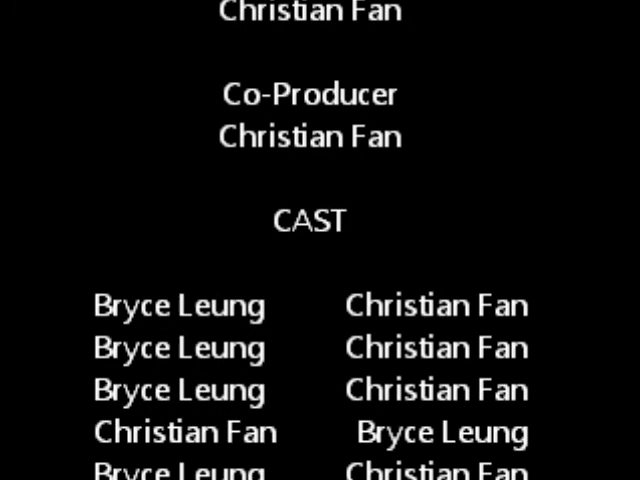 Christian Fan
Co-Producer
Christian Fan
CAST
Bryce Leung Christian Fan
Bryce Leung Christian Fan
Bryce Leung Christian Fan
Christian Fan Bryce Leung
Bryce Leung Christian Fan